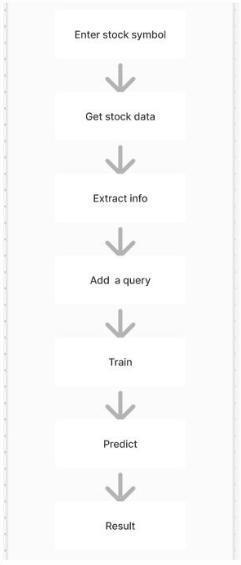 Enter stock symbol
Get stock data
Extract info
Add a query
Train
Predict
Result